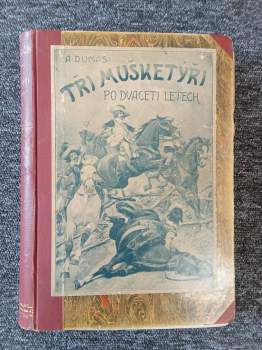 A. DUMAS
TŘI MUŠKETÝŘI
PO DVACETI LETECH